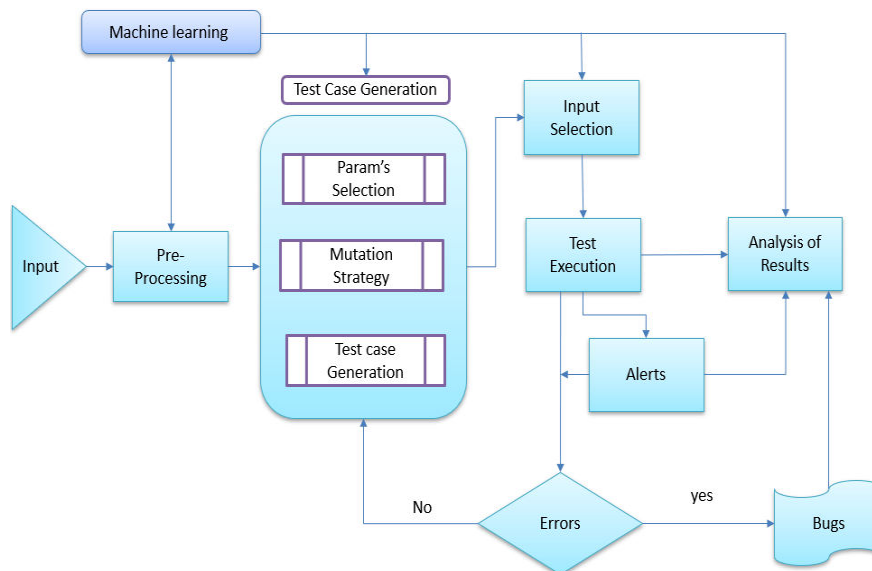 Machine learning
Test Case Generation
Input
Selection
Param's
Selection
Input
Pre-
Processing
Mutation
Strategy
Test
Execution
Analysis of
Results
Test case
Generation
Alerts
No
Errors
yes
Bugs